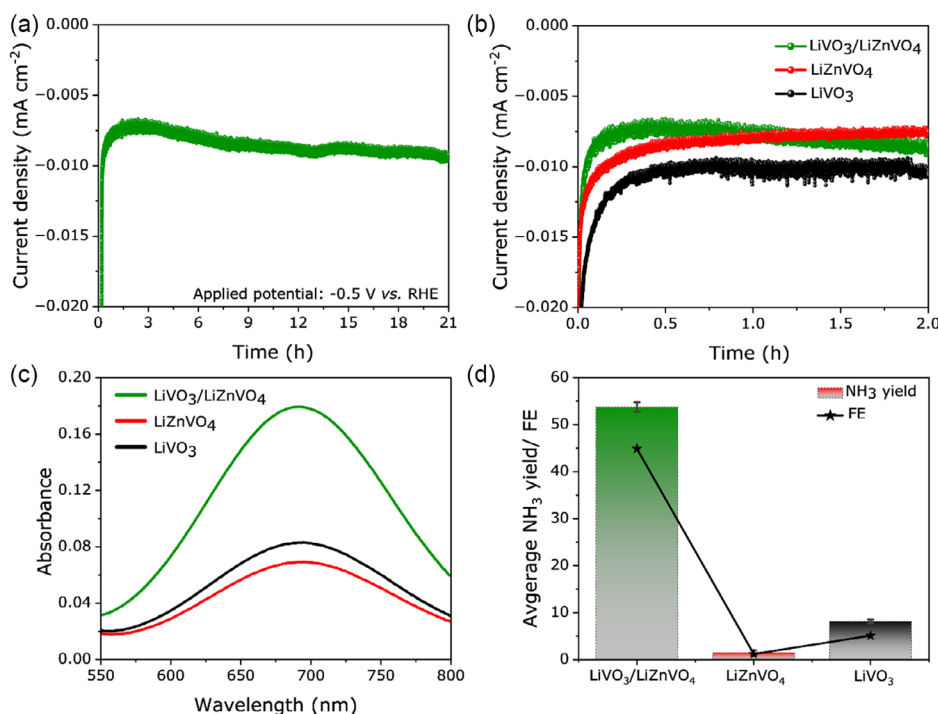 (a)
0.000
−0.005
−0.010
−0.015
−0.020
Current density (mA cm⁻²)
Applied potential: -0.5 V vs. RHE
0 3 6 9 12 15 18 21
Time (h)
(b)
0.000
−0.005
−0.010
−0.015
−0.020
Current density (mA cm⁻²)
LiVO₃/LiZnVO₄
LiZnVO₄
LiVO₃
0.0 0.5 1.0 1.5 2.0
Time (h)
(c)
0.20
0.16
0.12
0.08
0.04
0.00
Absorbance
LiVO₃/LiZnVO₄
LiZnVO₄
LiVO₃
550 600 650 700 750 800
Wavelength (nm)
(d)
60
50
40
30
20
10
0
Avgerage NH₃ yield/ FE
NH₃ yield
FE
LiVO₃/LiZnVO₄ LiZnVO₄ LiVO₃